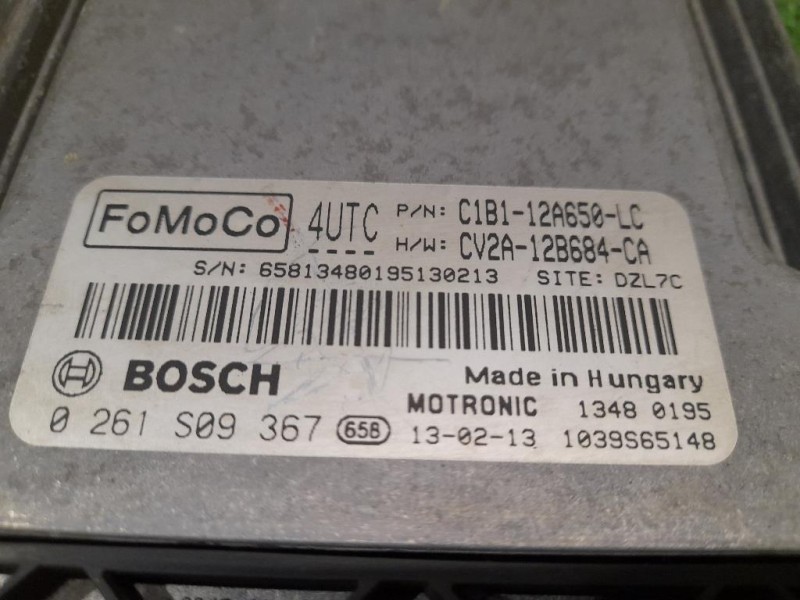 FoMoCo 4UTC P/N: C1B1-12A650-LC
H/W: CV2A-12B684-CA
S/N: 65813480195130213 SITE: DZL7C
BOSCH Made in Hungary
MOTRONIC 1348 0195
0 261 S09 367 658 13-02-13 1039S65148